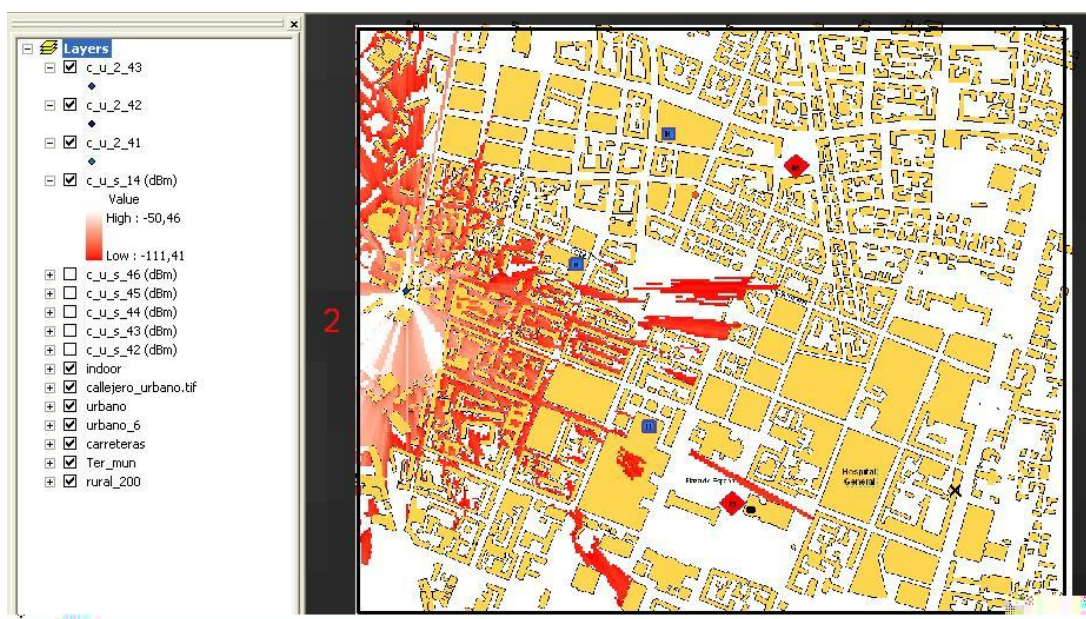 Layers
c_u_2_43
c_u_2_42
c_u_2_41
c_u_s_14 (dBm)
Value
High : -50,46
Low : -111,41
c_u_s_46 (dBm)
c_u_s_45 (dBm)
c_u_s_44 (dBm)
c_u_s_43 (dBm)
c_u_s_42 (dBm)
indoor
callejero_urbano.tif
urbano
urbano_6
carreteras
Ter_mun
rural_200
2
Hospital
General